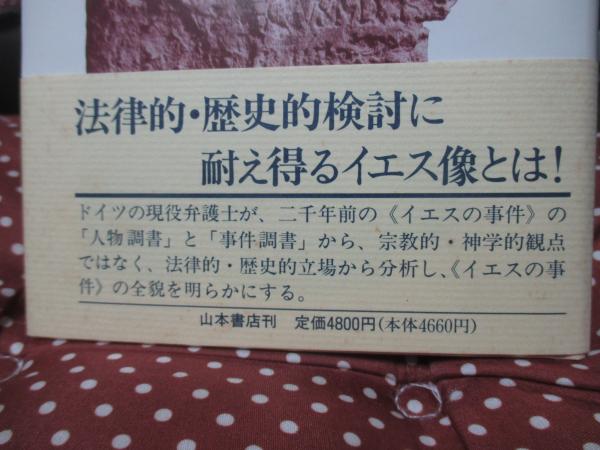 法律的・歴史的検討に
耐え得るイエス像とは!
ドイツの現役弁護士が、二千年前の《イエスの事件》の
「人物調書」と「事件調書」から、宗教的・神学的観点
ではなく、法律的・歴史的立場から分析し、《イエスの事
件》の全貌を明らかにする。
山本書店刊 定価4800円(本体4660円)